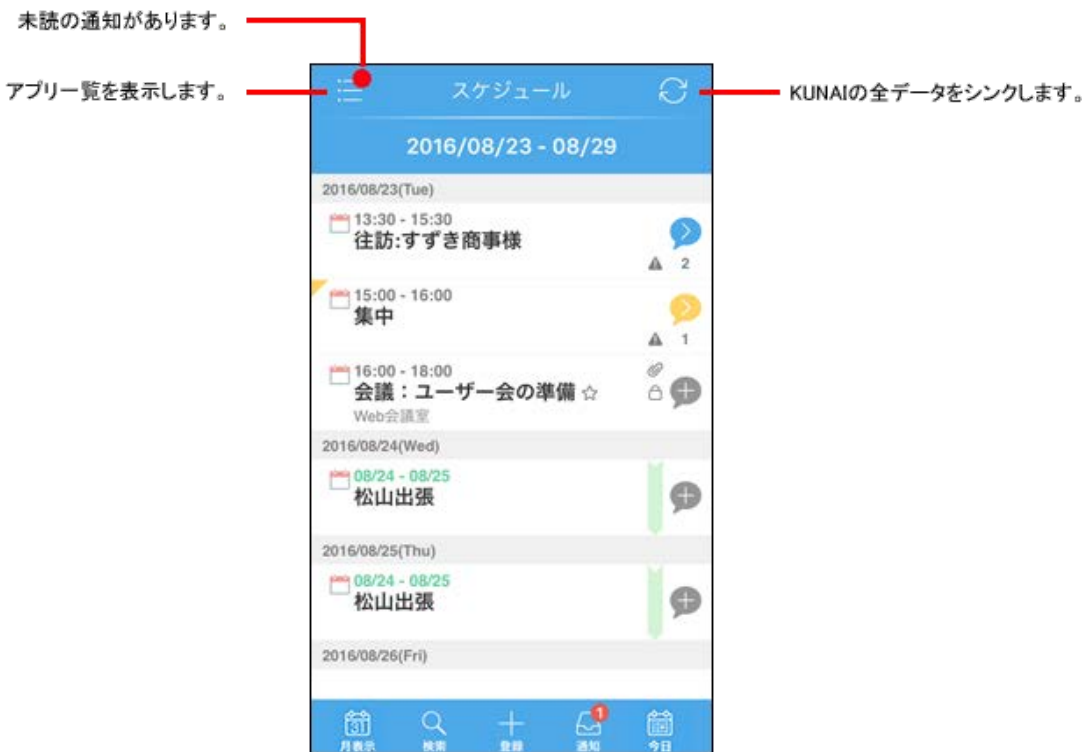 未読の通知があります。
アプリ一覧を表示します。
スケジュール
KUNAIの全データをシンクします。
2016/08/23 - 08/29
2016/08/23(Tue)
13:30 - 15:30
往訪:すずき商事様
2
15:00 - 16:00
集中
1
16:00 - 18:00
会議：ユーザー会の準備☆
Web会議室
2016/08/24(Wed)
08/24 - 08/25
松山出張
2016/08/25(Thu)
08/24 - 08/25
松山出張
2016/08/26(Fri)
31
1
月表示 検索 登録 通知 今日